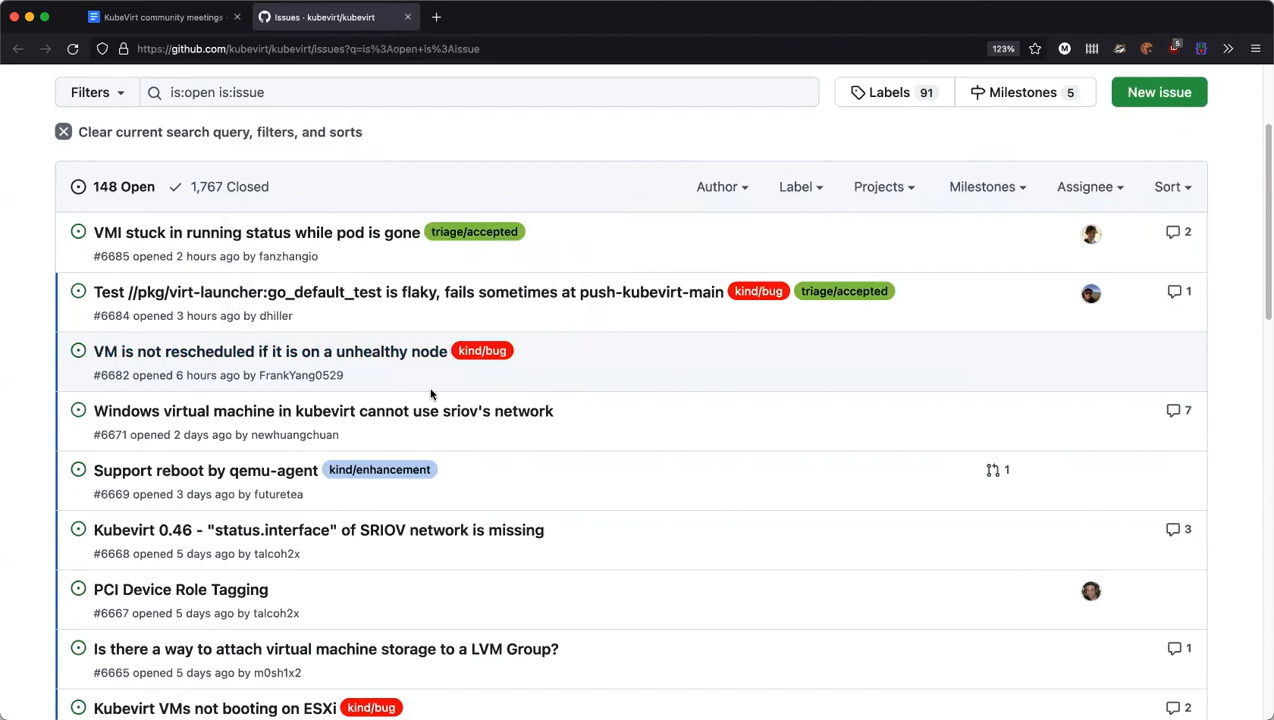 KubeVirt community meetings
Issues · kubevirt/kubevirt
https://github.com/kubevirt/kubevirt/issues?q=is%3Aopen+is%3Aissue
123%
5
Filters
is:open is:issue
Labels 91
Milestones 5
New issue
Clear current search query, filters, and sorts
148 Open
1,767 Closed
Author
Label
Projects
Milestones
Assignee
Sort
VMI stuck in running status while pod is gone triage/accepted
2
#6685 opened 2 hours ago by fanzhangio
Test //pkg/virt-launcher:go_default_test is flaky, fails sometimes at push-kubevirt-main kind/bug triage/accepted
1
#6684 opened 3 hours ago by dhiller
VM is not rescheduled if it is on a unhealthy node kind/bug
#6682 opened 6 hours ago by FrankYang0529
Windows virtual machine in kubevirt cannot use sriov's network
7
#6671 opened 2 days ago by newhuangchuan
Support reboot by qemu-agent kind/enhancement
1
#6669 opened 3 days ago by futuretea
Kubevirt 0.46 - "status.interface" of SRIOV network is missing
3
#6668 opened 5 days ago by talcoh2x
PCI Device Role Tagging
#6667 opened 5 days ago by talcoh2x
Is there a way to attach virtual machine storage to a LVM Group?
1
#6665 opened 5 days ago by m0sh1x2
Kubevirt VMs not booting on ESXi kind/bug
2